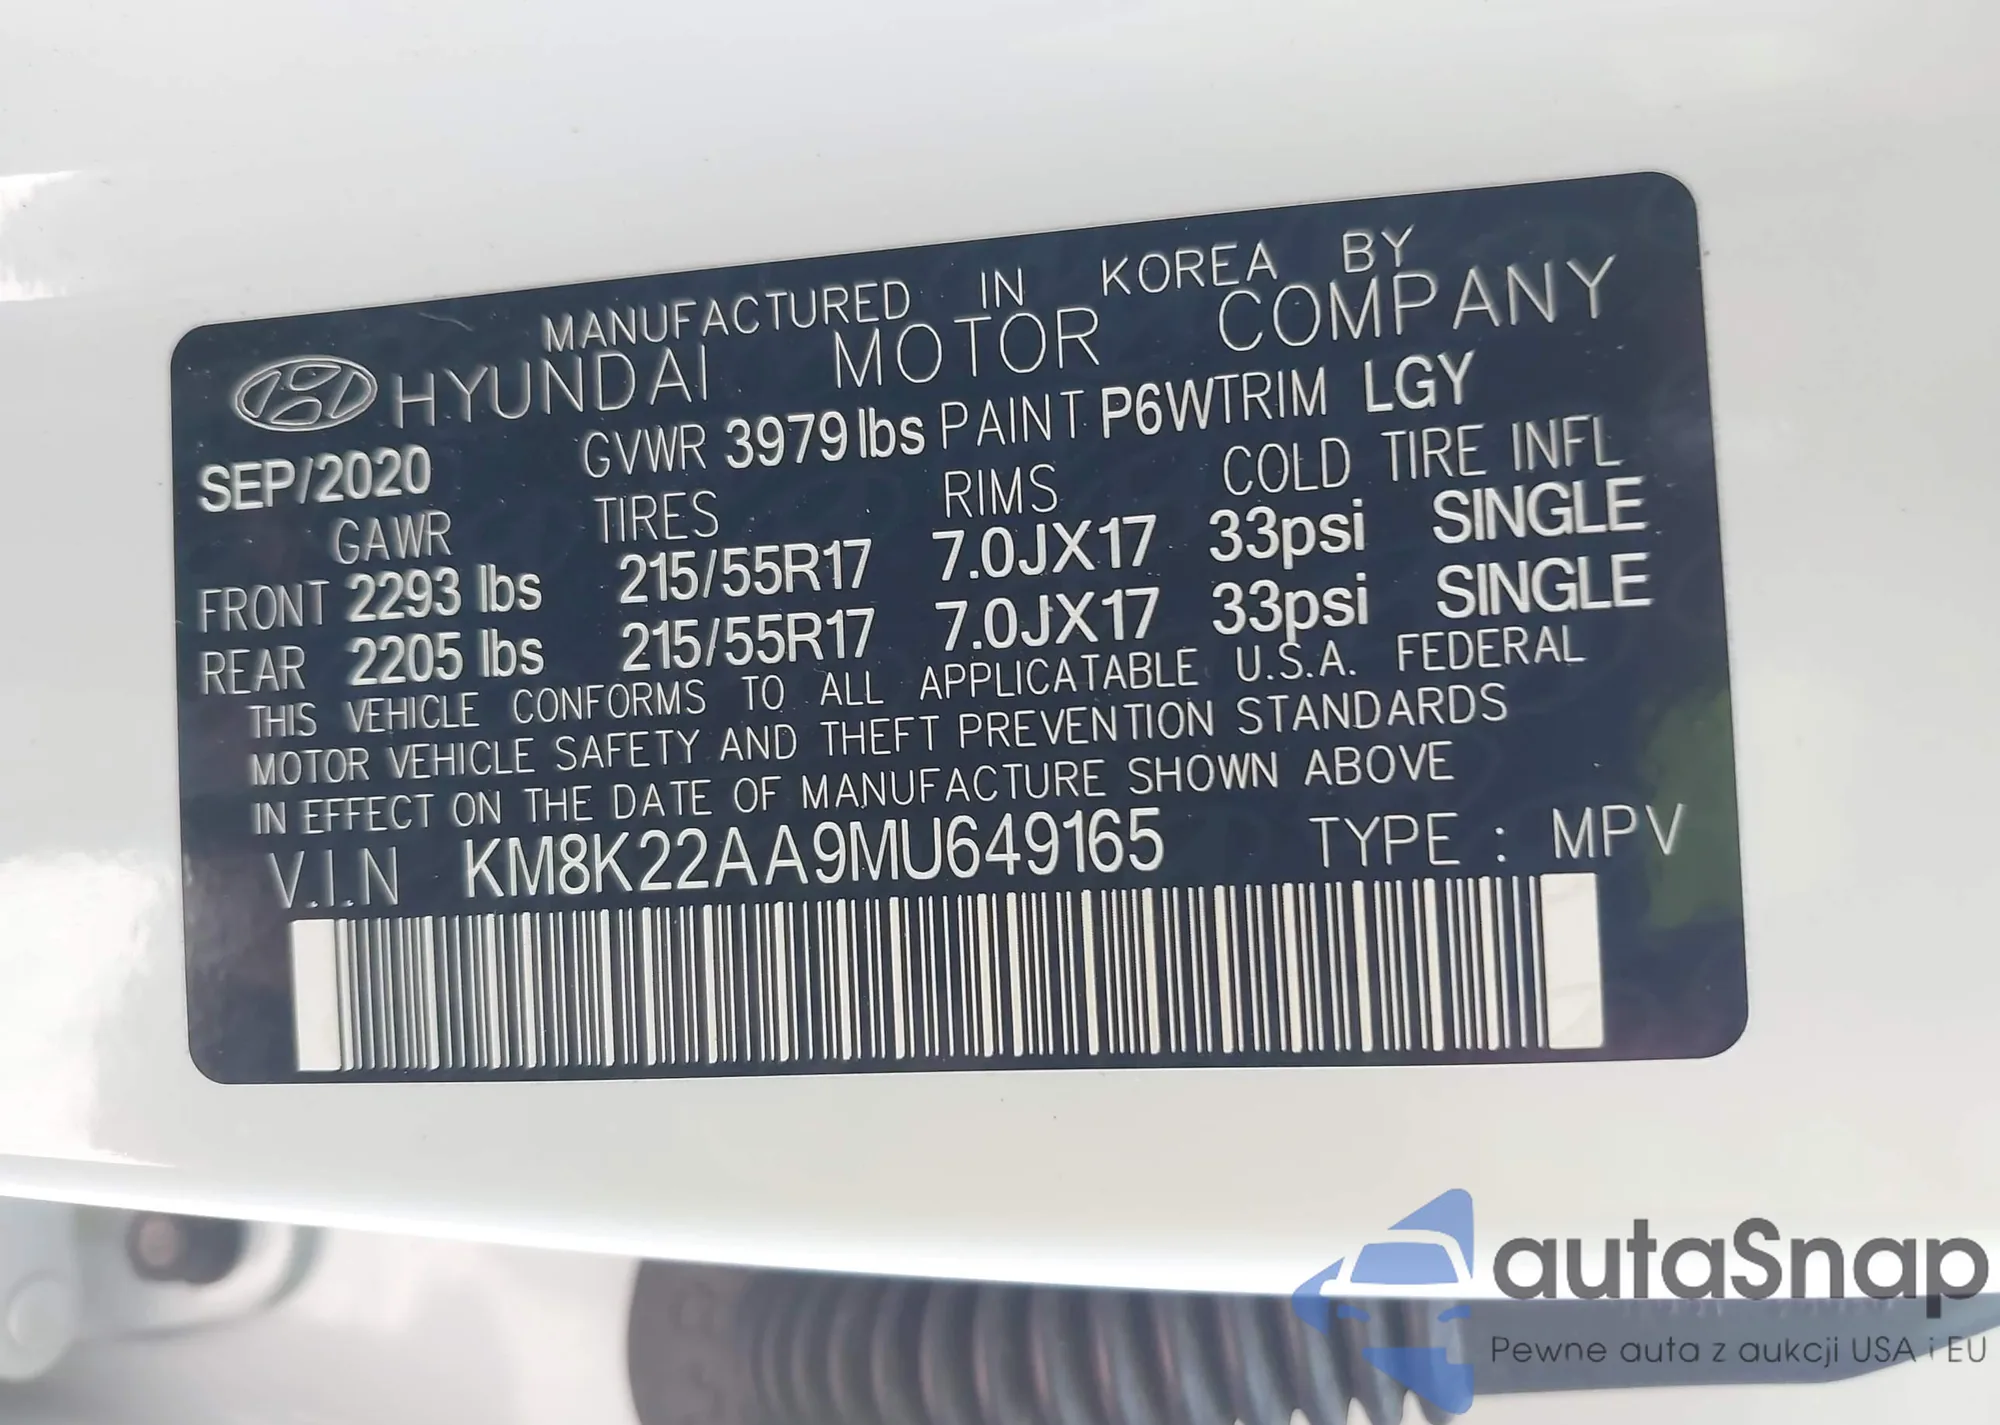 MANUFACTURED IN KOREA BY
HYUNDAI MOTOR COMPANY
SEP/2020 GVWR 3979 lbs PAINT P6W TRIM LGY
GAWR TIRES RIMS COLD TIRE INFL
FRONT 2293 lbs 215/55R17 7.0JX17 33psi SINGLE
REAR 2205 lbs 215/55R17 7.0JX17 33psi SINGLE
THIS VEHICLE CONFORMS TO ALL APPLICATABLE U.S.A. FEDERAL
MOTOR VEHICLE SAFETY AND THEFT PREVENTION STANDARDS
IN EFFECT ON THE DATE OF MANUFACTURE SHOWN ABOVE
V.I.N KM8K22AA9MU649165 TYPE : MPV
autaSnap
Pewne auta z aukcji USA i EU